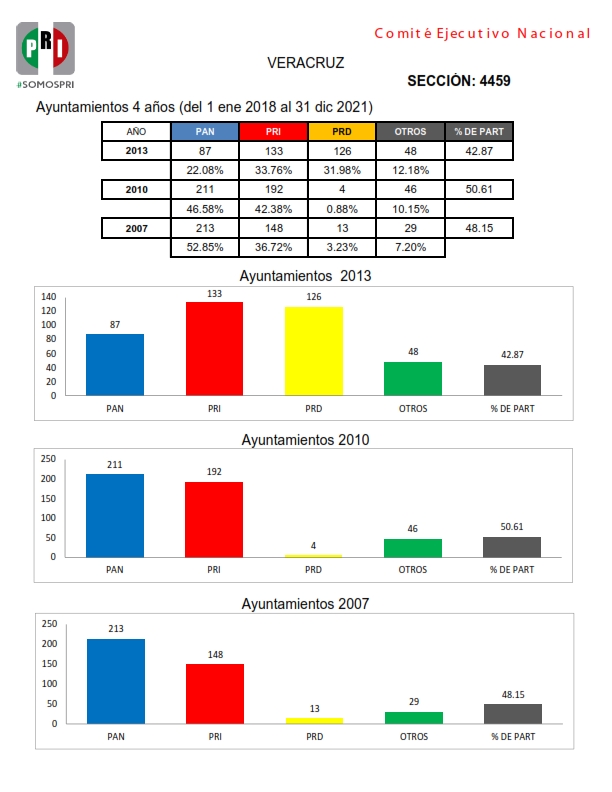 Comité Ejecutivo Nacional
PRI
#SOMOSPRI
VERACRUZ
SECCIÓN: 4459
Ayuntamientos 4 años (del 1 ene 2018 al 31 dic 2021)
AÑO PAN PRI PRD OTROS % DE PART
2013 87 133 126 48 42.87
22.08% 33.76% 31.98% 12.18%
2010 211 192 4 46 50.61
46.58% 42.38% 0.88% 10.15%
2007 213 148 13 29 48.15
52.85% 36.72% 3.23% 7.20%
Ayuntamientos 2013
140
120
100
80
60
40
20
0
87 133 126 48 42.87
PAN PRI PRD OTROS % DE PART
Ayuntamientos 2010
250
200
150
100
50
0
211 192 4 46 50.61
PAN PRI PRD OTROS % DE PART
Ayuntamientos 2007
250
200
150
100
50
0
213 148 13 29 48.15
PAN PRI PRD OTROS % DE PART